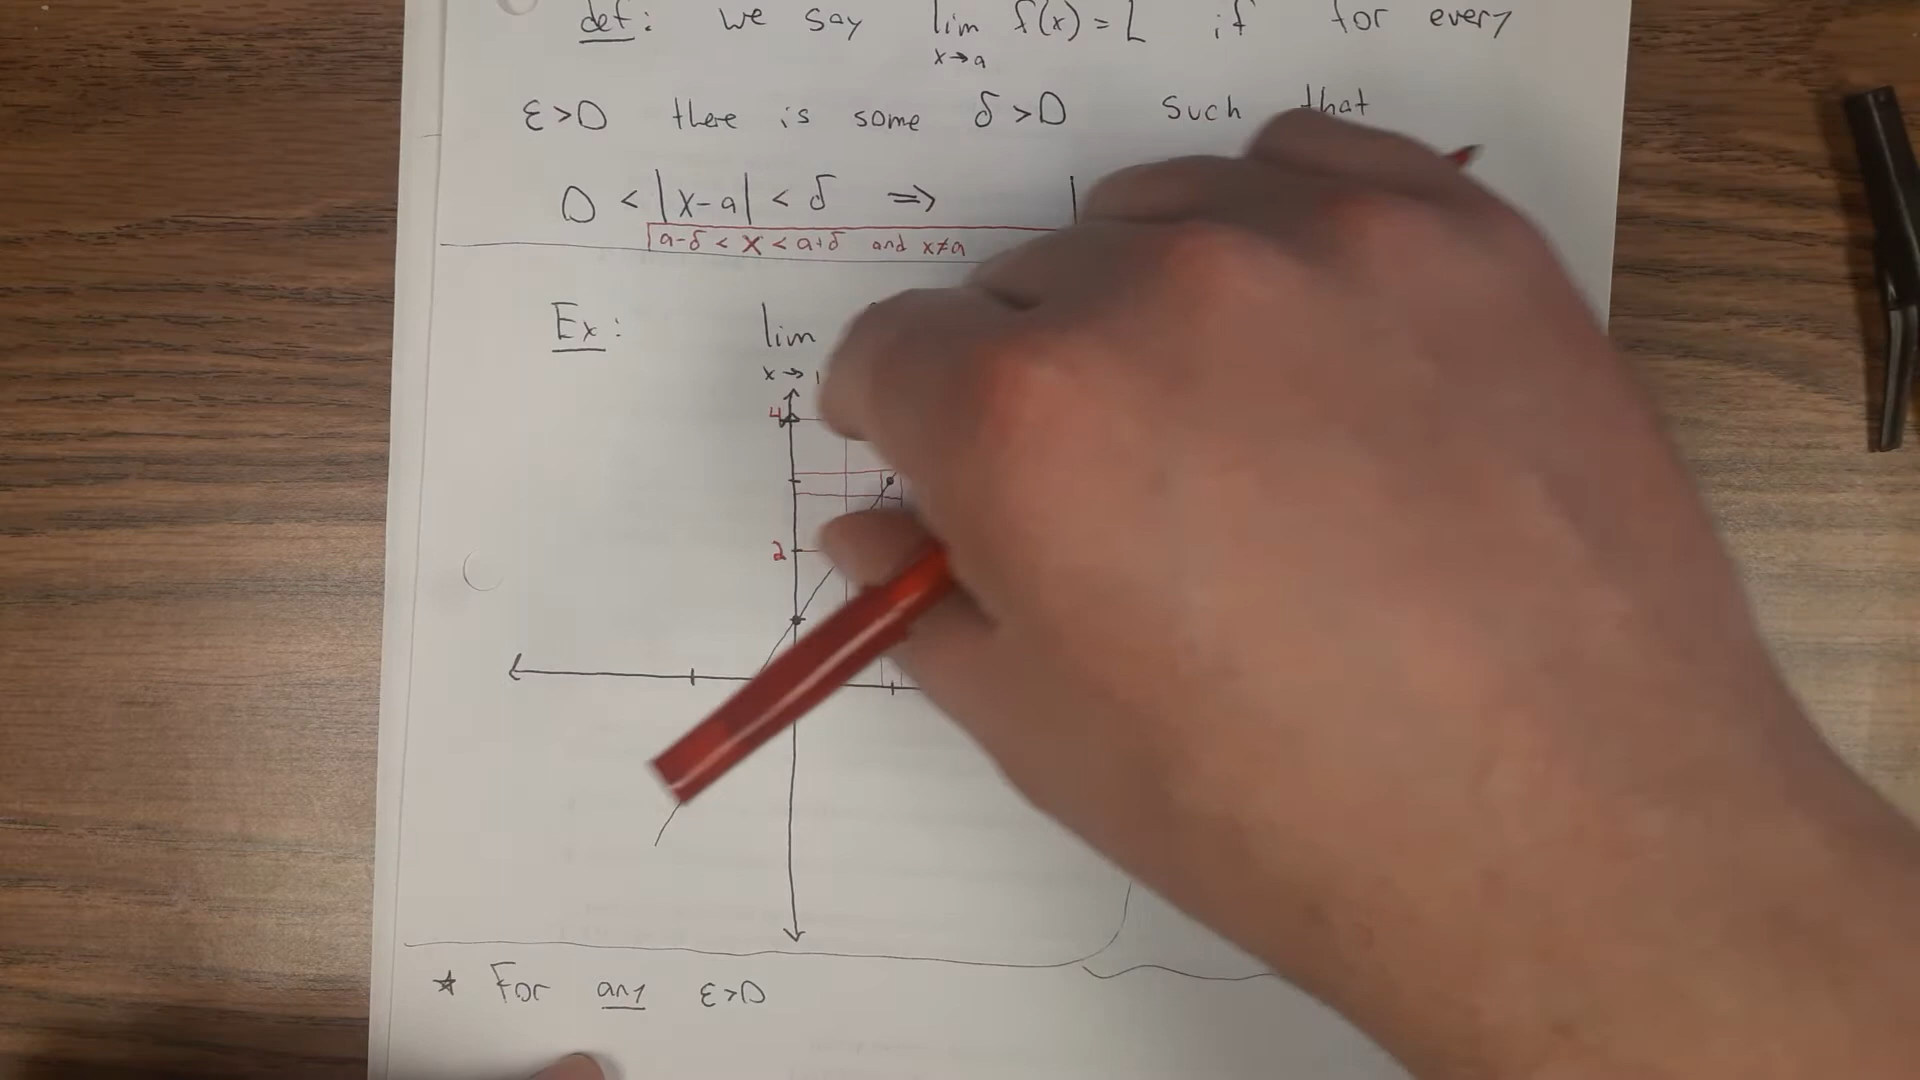 def: we say lim f(x) = L if for every
x→a
ε>0 there is some δ>0 such that
0 < |x-a| < δ ⇒ |
a-δ < x < a+δ and x≠a
Ex: lim
x→1
4
2
★ For any ε>0